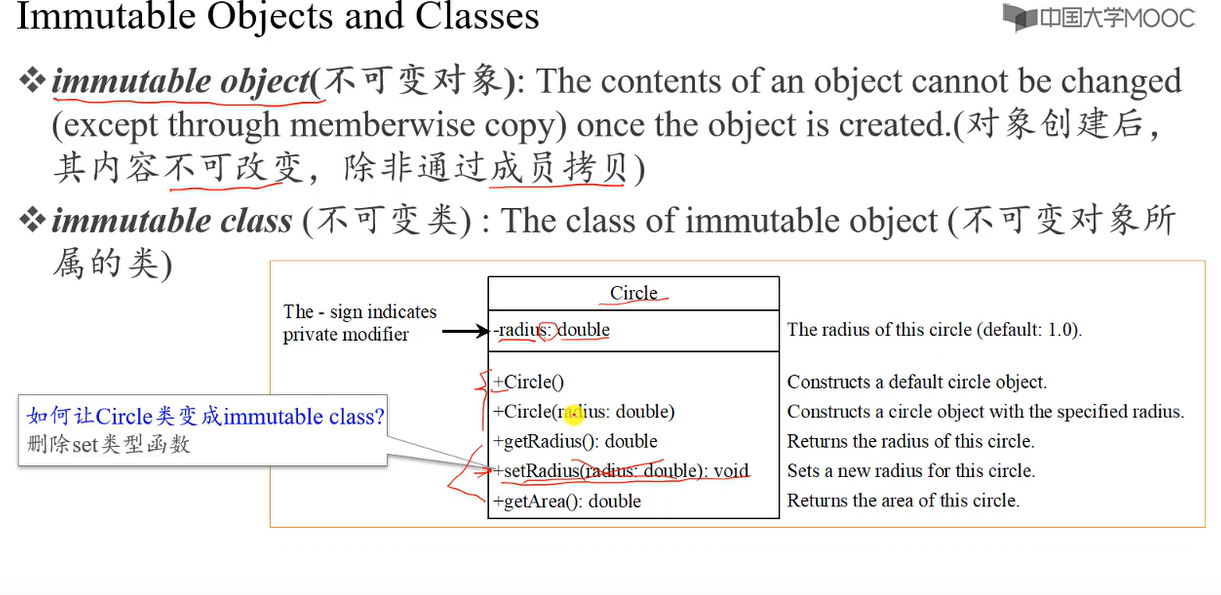 Immutable Objects and Classes
中国大学MOOC
❖immutable object(不可变对象): The contents of an object cannot be changed
(except through memberwise copy) once the object is created.(对象创建后,
其内容不可改变，除非通过成员拷贝)
❖immutable class (不可变类) : The class of immutable object (不可变对象所
属的类)
Circle
The - sign indicates
private modifier
-radius: double
The radius of this circle (default: 1.0).
+Circle()
Constructs a default circle object.
+Circle(radius: double)
Constructs a circle object with the specified radius.
+getRadius(): double
Returns the radius of this circle.
+setRadius(radius: double): void
Sets a new radius for this circle.
+getArea(): double
Returns the area of this circle.
如何让Circle类变成immutable class?
删除set类型函数